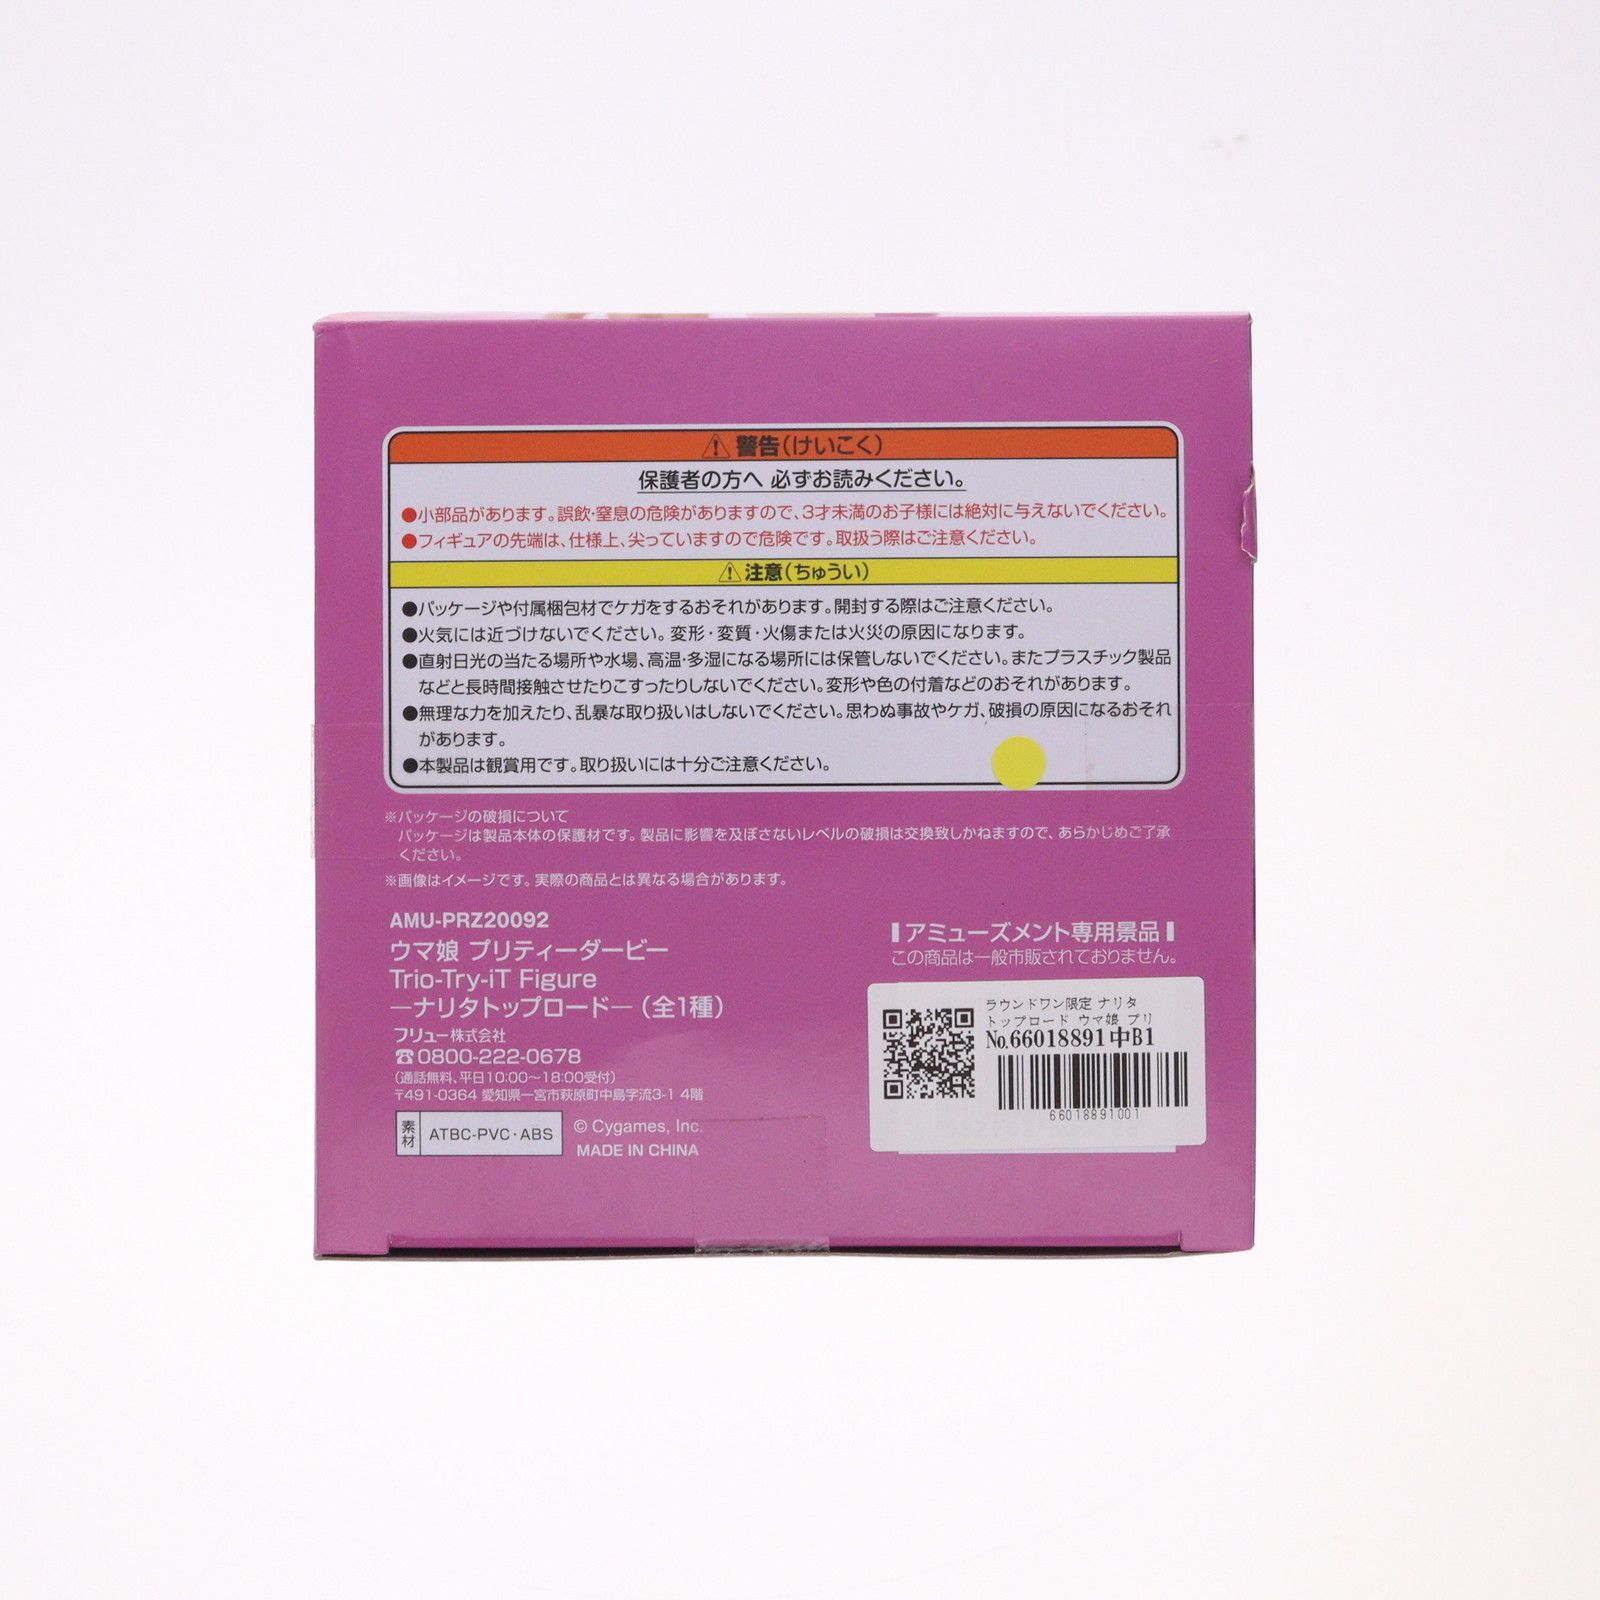 ⚠警告(けいこく)
保護者の方へ 必ずお読みください。
●小部品があります。誤飲・窒息の危険がありますので、3才未満のお子様には絶対に与えないでください。
●フィギュアの先端は、仕様上、尖っていますので危険です。取扱う際はご注意ください。
⚠注意(ちゅうい)
●パッケージや付属梱包材でケガをするおそれがあります。開封する際はご注意ください。
●火気には近づけないでください。変形・変質・火傷または火災の原因になります。
●直射日光の当たる場所や水場、高温・多湿になる場所には保管しないでください。またプラスチック製品
などと長時間接触させたりこすったりしないでください。変形や色の付着などのおそれがあります。
●無理な力を加えたり、乱暴な取り扱いはしないでください。思わぬ事故やケガ、破損の原因になるおそれ
があります。
●本製品は観賞用です。取り扱いには十分ご注意ください。
※パッケージの破損について
パッケージは製品本体の保護材です。製品に影響を及ぼさないレベルの破損は交換致しかねますので、あらかじめご了承
ください。
※画像はイメージです。実際の商品とは異なる場合があります。
AMU-PRZ20092
ウマ娘 プリティーダービー
Trio-Try-iT Figure
―ナリタトップロード―(全1種)
フリュー株式会社
☎0800-222-0678
(通話無料、平日10:00～18:00受付)
〒491-0364 愛知県一宮市萩原町中島字流3-1 4階
素材 ATBC-PVC・ABS
© Cygames, Inc.
MADE IN CHINA
アミューズメント専用景品
この商品は一般市販されておりません。
ラウンドワン限定 ナリタ
トップロード ウマ娘 プリ
No.66018891中B1
66018891001